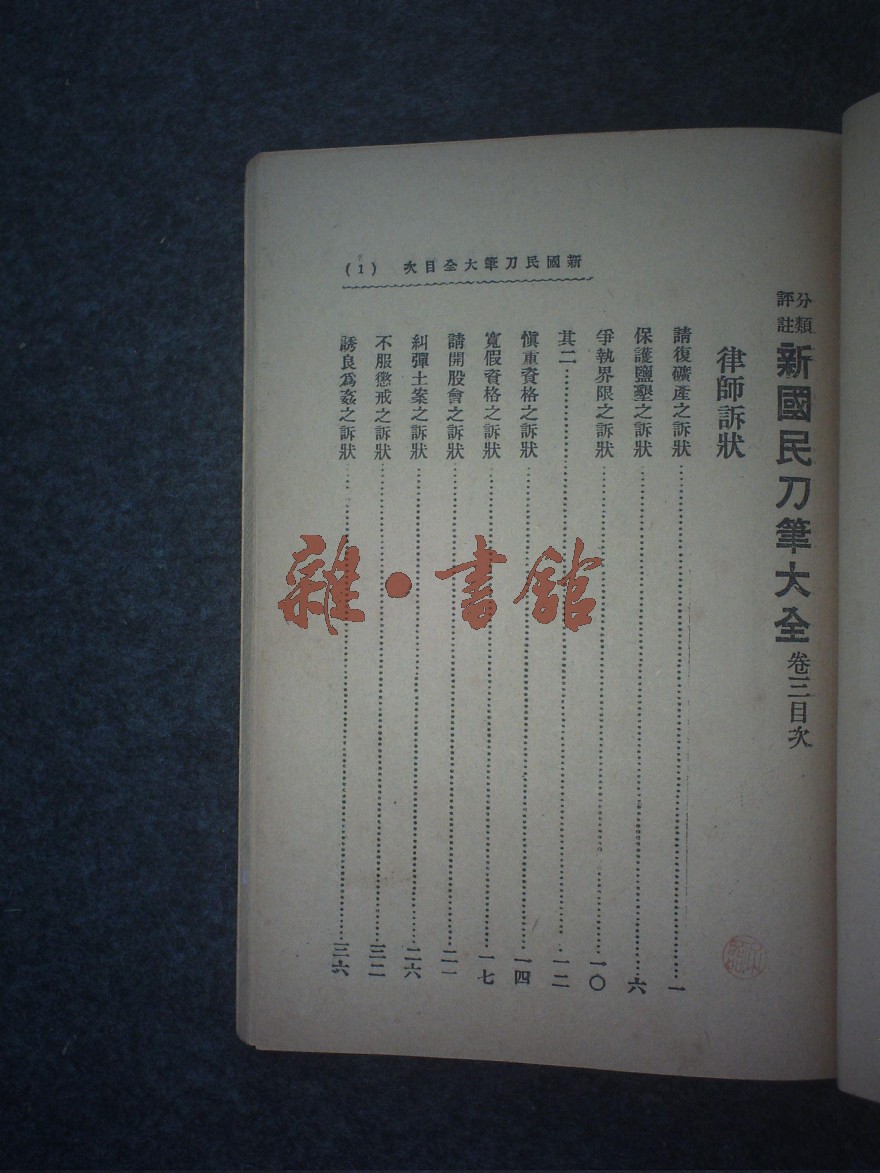 分類評註新國民刀筆大全卷三目次
律師訴狀
請復礦產之訴狀……一
保護鹽墾之訴狀……六
爭執界限之訴狀……一〇
其二……一二
愼重資格之訴狀……一四
寬假資格之訴狀……一七
請開股會之訴狀……二一
糾彈土案之訴狀……二六
不服懲戒之訴狀……三二
誘良爲姦之訴狀……三六
新國民刀筆大全目次 (1)
雜·書館